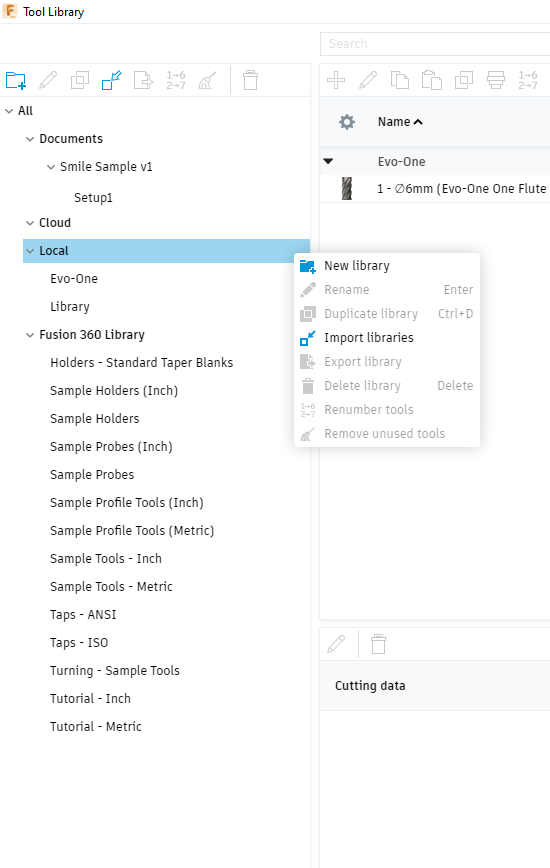 Tool Library
Search
1→6
2→7
1→6
2→7
All
Documents
Smile Sample v1
Setup1
Cloud
Local
Evo-One
Library
Fusion 360 Library
Holders - Standard Taper Blanks
Sample Holders (Inch)
Sample Holders
Sample Probes (Inch)
Sample Probes
Sample Profile Tools (Inch)
Sample Profile Tools (Metric)
Sample Tools - Inch
Sample Tools - Metric
Taps - ANSI
Taps - ISO
Turning - Sample Tools
Tutorial - Inch
Tutorial - Metric
Name
Evo-One
1 - ∅6mm (Evo-One One Flute
New library
Rename Enter
Duplicate library Ctrl+D
Import libraries
Export library
Delete library Delete
1→6
2→7
Renumber tools
Remove unused tools
Cutting data